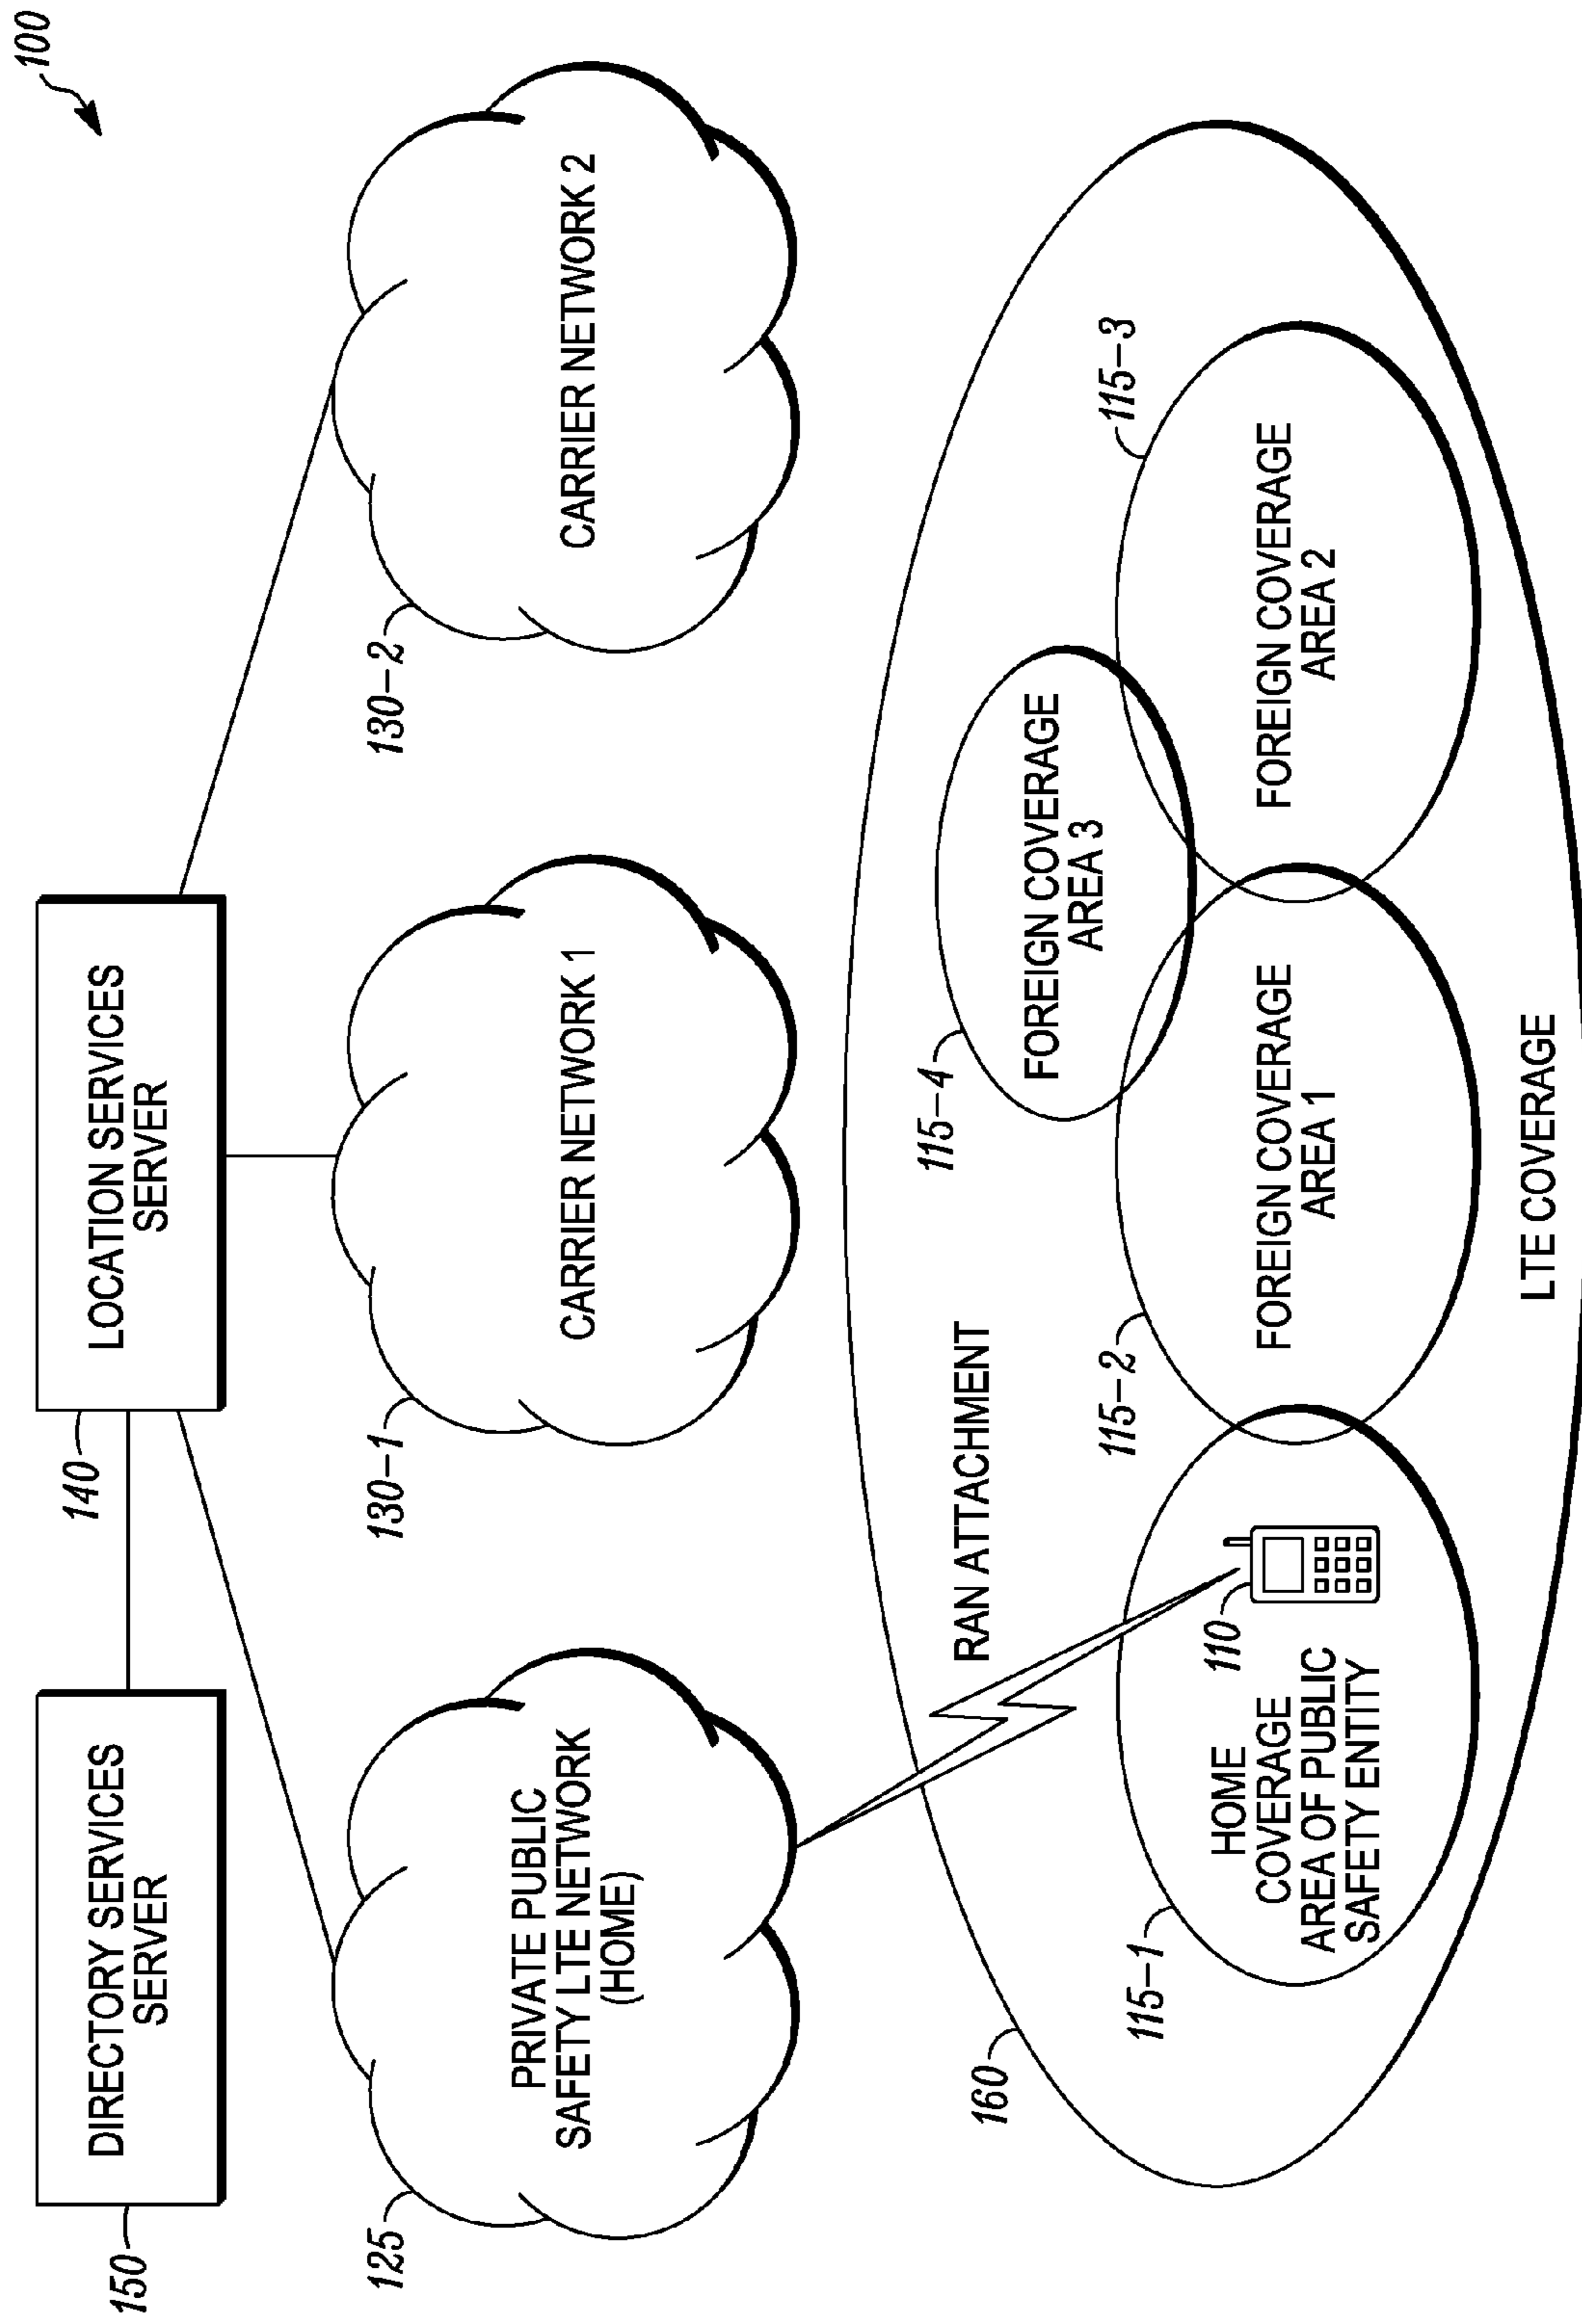 100
DIRECTORY SERVICES
SERVER
150
LOCATION SERVICES
SERVER
140
PRIVATE PUBLIC
SAFETY LTE NETWORK
(HOME)
125
CARRIER NETWORK 1
130-1
CARRIER NETWORK 2
130-2
RAN ATTACHMENT
160
HOME
COVERAGE
AREA OF PUBLIC
SAFETY ENTITY
110
115-1
FOREIGN COVERAGE
AREA 1
115-2
FOREIGN COVERAGE
AREA 3
115-4
FOREIGN COVERAGE
AREA 2
115-3
LTE COVERAGE